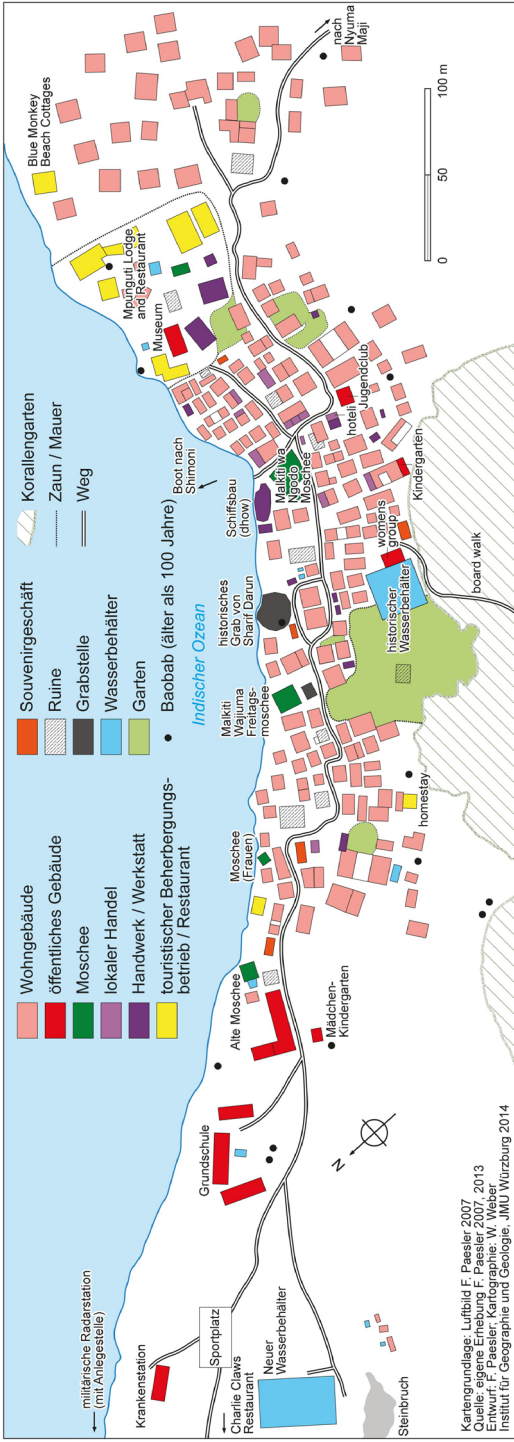 Wohngebäude
öffentliches Gebäude
Moschee
lokaler Handel
Handwerk / Werkstatt
touristischer Beherbergungs-
betrieb / Restaurant
Souvenirgeschäft
Ruine
Grabstelle
Wasserbehälter
Garten
Baobab (älter als 100 Jahre)
Korallengarten
Zaun / Mauer
Weg
Indischer Ozean
militärische Radarstation
(mit Anlegestelle)
Krankenstation
Sportplatz
Charlie Claws
Restaurant
Neuer
Wasserbehälter
Steinbruch
Grundschule
N
Alte Moschee
Mädchen-
Kindergarten
Moschee
(Frauen)
homestay
Malkiti
Wajiuma
Freitags-
moschee
historisches
Grab von
Sharif Darun
historischer
Wasserbehälter
womens
group
board walk
Kindergarten
Schiffsbau
(dhow)
Boot nach
Shimoni
Malkiti wa
Ngodo
Moschee
hoteli
Jugendclub
Museum
Mpunguti Lodge
and Restaurant
Blue Monkey
Beach Cottages
nach
Nyuma
Maji
0
50
100 m
Kartengrundlage: Luftbild F. Paesler 2007
Quelle: eigene Erhebung F. Paesler 2007, 2013
Entwurf: F. Paesler; Kartographie: W. Weber
Institut für Geographie und Geologie, JMU Würzburg 2014